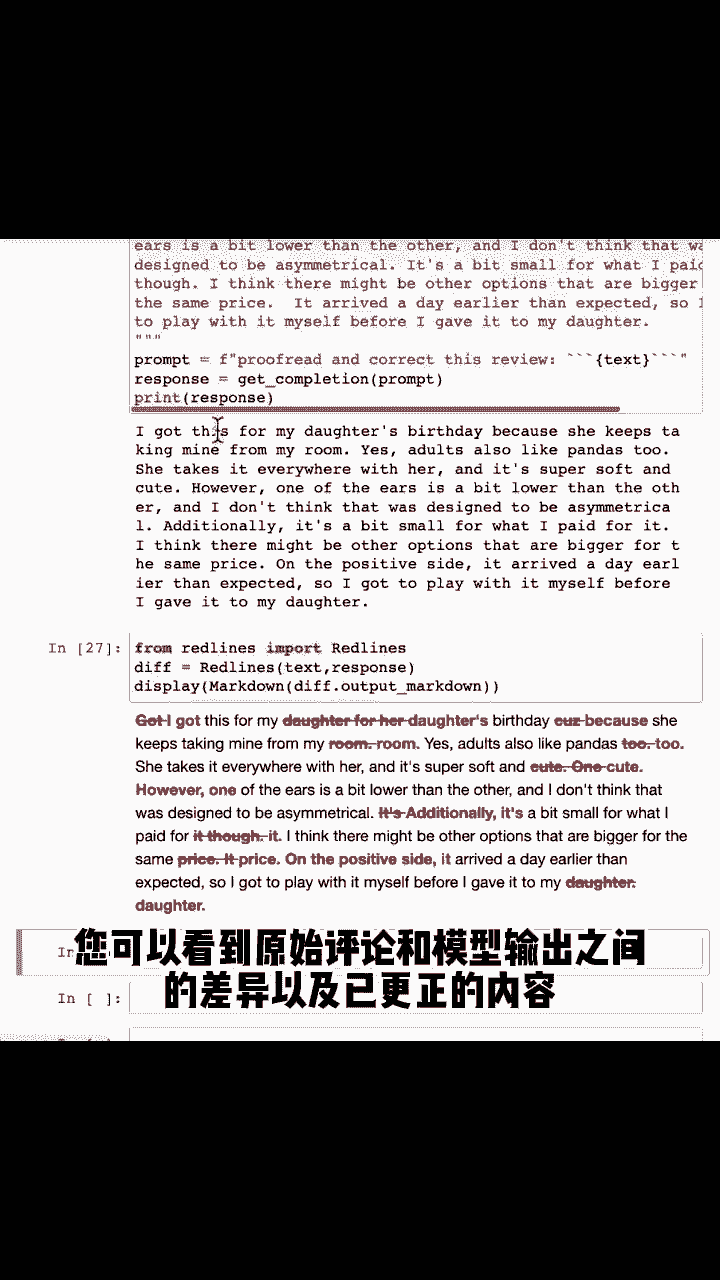 ears is a bit lower than the other, and I don't think that wa
designed to be asymmetrical. It's a bit small for what I paid
though. I think there might be other options that are bigger
the same price.  It arrived a day earlier than expected, so I
to play with it myself before I gave it to my daughter.
"""
prompt = f"proofread and correct this review: ```{text}```"
response = get_completion(prompt)
print(response)
I got this for my daughter's birthday because she keeps ta
king mine from my room. Yes, adults also like pandas too.
She takes it everywhere with her, and it's super soft and
cute. However, one of the ears is a bit lower than the oth
er, and I don't think that was designed to be asymmetrica
l. Additionally, it's a bit small for what I paid for it.
I think there might be other options that are bigger for t
he same price. On the positive side, it arrived a day earl
ier than expected, so I got to play with it myself before
I gave it to my daughter.
In [27]: from redlines import Redlines
diff = Redlines(text,response)
display(Markdown(diff.output_markdown))
Got I got this for my daughter for her daughter's birthday cuz because she
keeps taking mine from my room. room. Yes, adults also like pandas too. too.
She takes it everywhere with her, and it's super soft and cute. One cute.
However, one of the ears is a bit lower than the other, and I don't think that
was designed to be asymmetrical. It's Additionally, it's a bit small for what I
paid for it though. it. I think there might be other options that are bigger for the
same price. It price. On the positive side, it arrived a day earlier than
expected, so I got to play with it myself before I gave it to my daughter.
daughter.
In
您可以看到原始评论和模型输出之间
的差异以及已更正的内容
In [ ]: